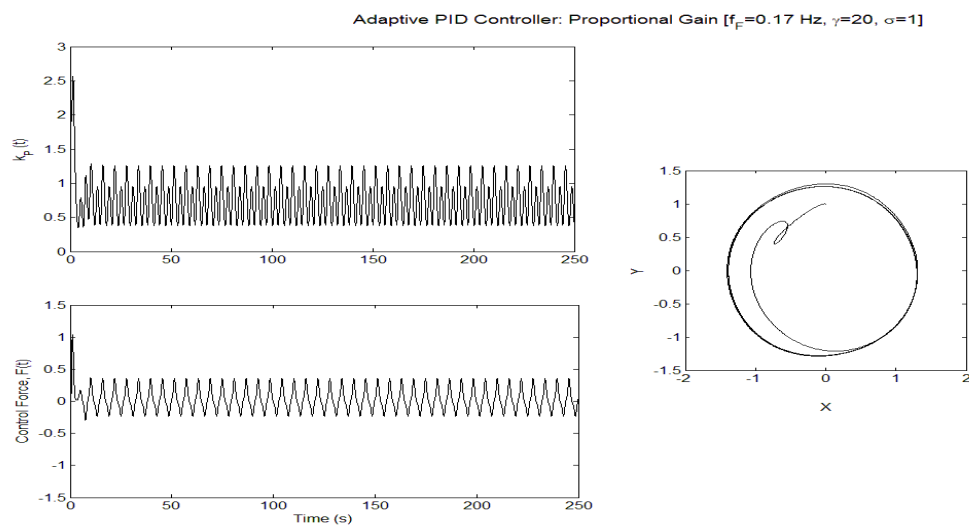 Adaptive PID Controller: Proportional Gain [f_F=0.17 Hz, γ=20, σ=1]
3
2.5
2
1.5
1
0.5
0
k_P (t)
0 50 100 150 200 250
1.5
1
0.5
0
-0.5
-1
-1.5
Control Force, F(t)
0 50 100 150 200 250
Time (s)
1.5
1
0.5
0
-0.5
-1
-1.5
Y
-2 -1 0 1 2
X